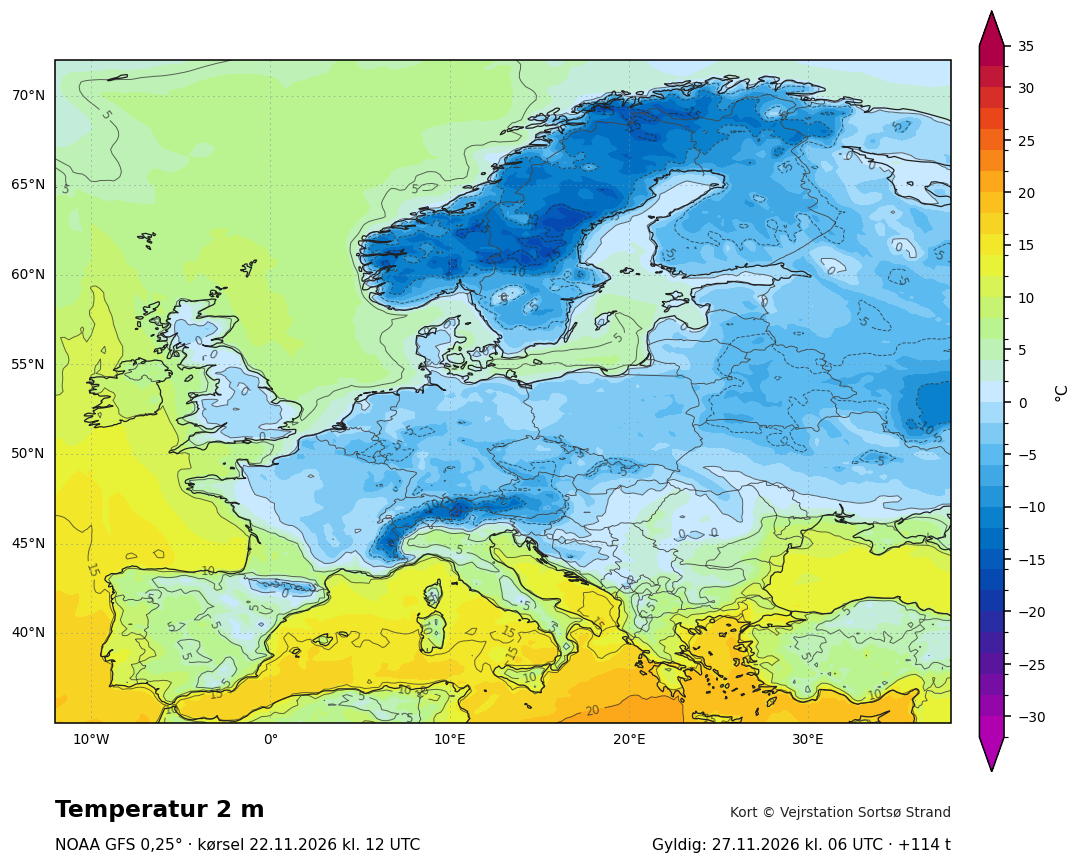 70°N
65°N
60°N
55°N
50°N
45°N
40°N
10°W
0°
10°E
20°E
30°E
35
30
25
20
15
10
5
0
−5
−10
−15
−20
−25
−30
°C
Temperatur 2 m
Kort © Vejrstation Sortsø Strand
NOAA GFS 0,25° · kørsel 22.11.2026 kl. 12 UTC
Gyldig: 27.11.2026 kl. 06 UTC · +114 t